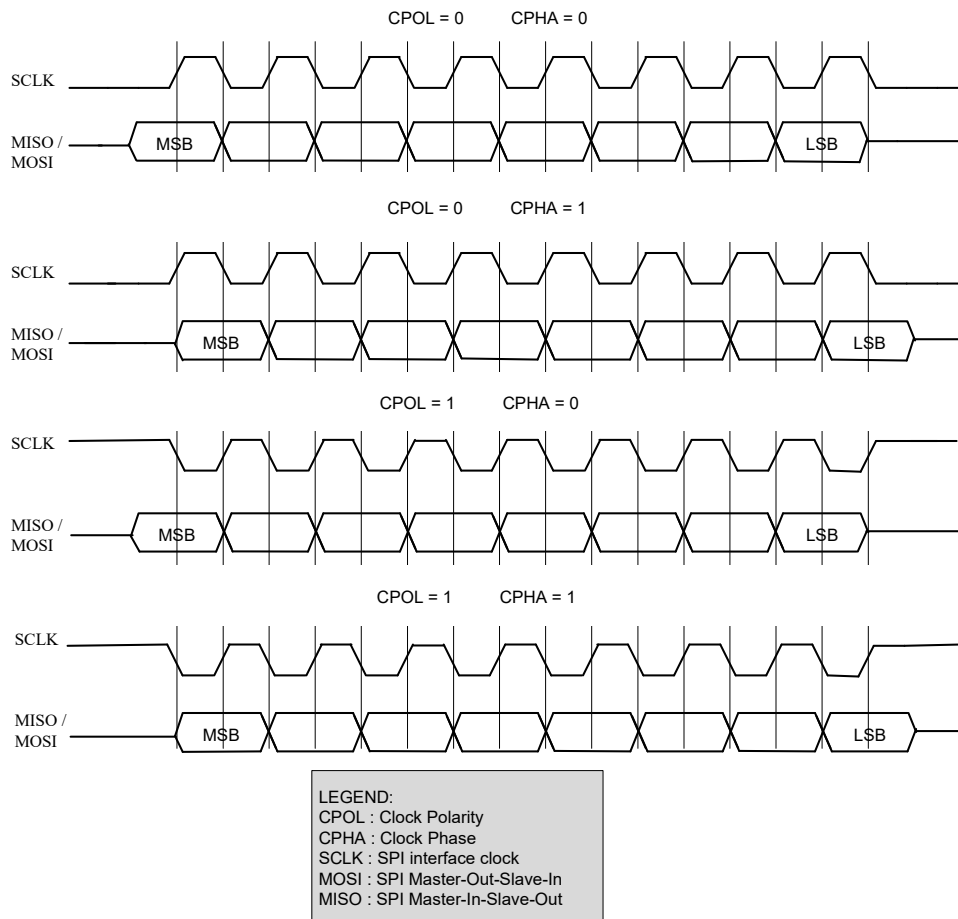 CPOL = 0 CPHA = 0
SCLK
MISO /
MOSI
MSB LSB
CPOL = 0 CPHA = 1
SCLK
MISO /
MOSI
MSB LSB
CPOL = 1 CPHA = 0
SCLK
MISO /
MOSI
MSB LSB
CPOL = 1 CPHA = 1
SCLK
MISO /
MOSI
MSB LSB
LEGEND:
CPOL : Clock Polarity
CPHA : Clock Phase
SCLK : SPI interface clock
MOSI : SPI Master-Out-Slave-In
MISO : SPI Master-In-Slave-Out